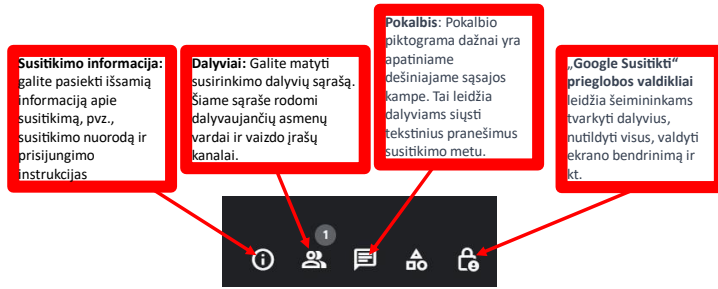 Susitikimo informacija:
galite pasiekti išsamią
informaciją apie
susitikimą, pvz.,
susitikimo nuorodą ir
prisijungimo
instrukcijas
Dalyviai: Galite matyti
susirinkimo dalyvių sąrašą.
Šiame sąraše rodomi
dalyvaujančio asmenų
vardai ir vaizdo įrašų
kanalai.
Pokalbis: Pokalbio
piktograma dažnai yra
apatiniame
dešiniajame sąsajos
kampe. Tai leidžia
dalyviams siųsti
tekstinius pranešimus
susitikimo metu.
„Google Susitikti“
prieglobos valdikliai
leidžia šeimininkams
tvarkyti dalyvius,
nutildyti visus, valdyti
ekrano bendrinimą ir
kt.
1